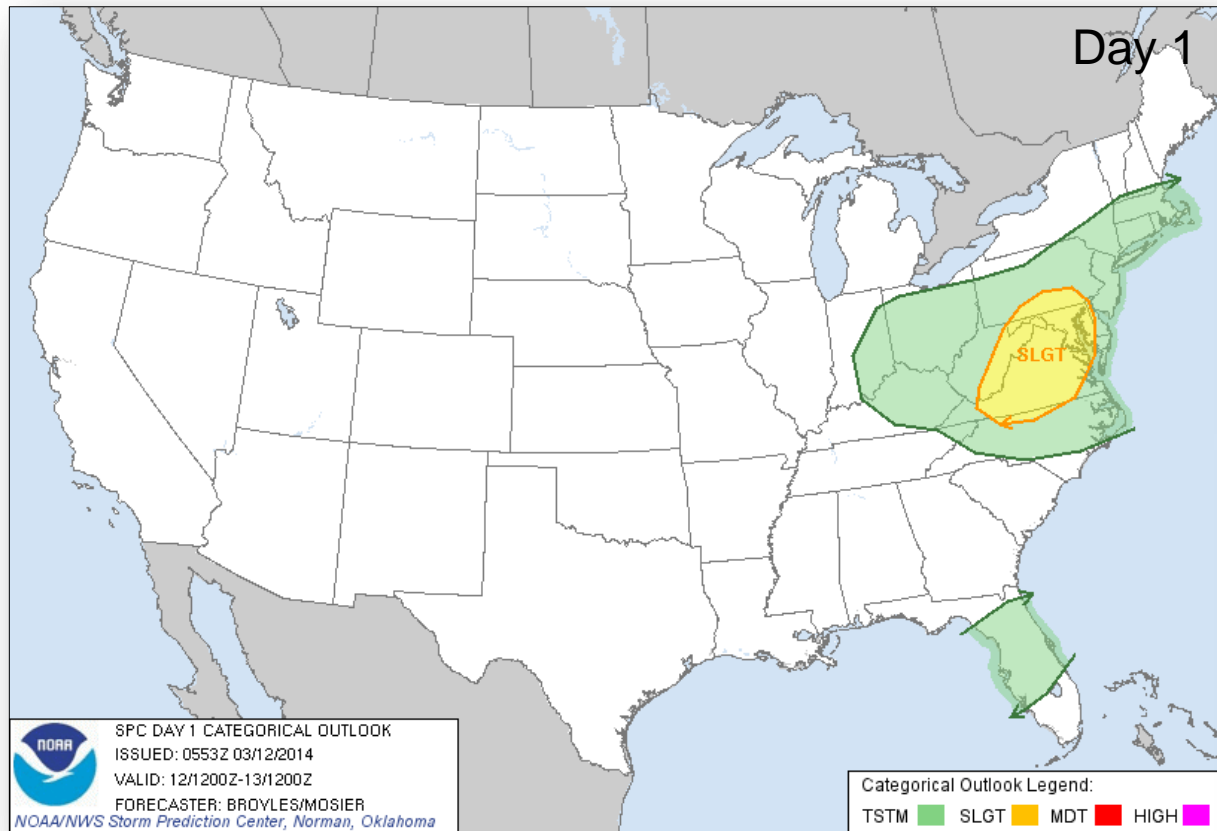 Day 1
SLGT
NOAA
SPC DAY 1 CATEGORICAL OUTLOOK
ISSUED: 0553Z 03/12/2014
VALID: 12/1200Z-13/1200Z
FORECASTER: BROYLES/MOSIER
NOAA/NWS Storm Prediction Center, Norman, Oklahoma
Categorical Outlook Legend:
TSTM SLGT MDT HIGH